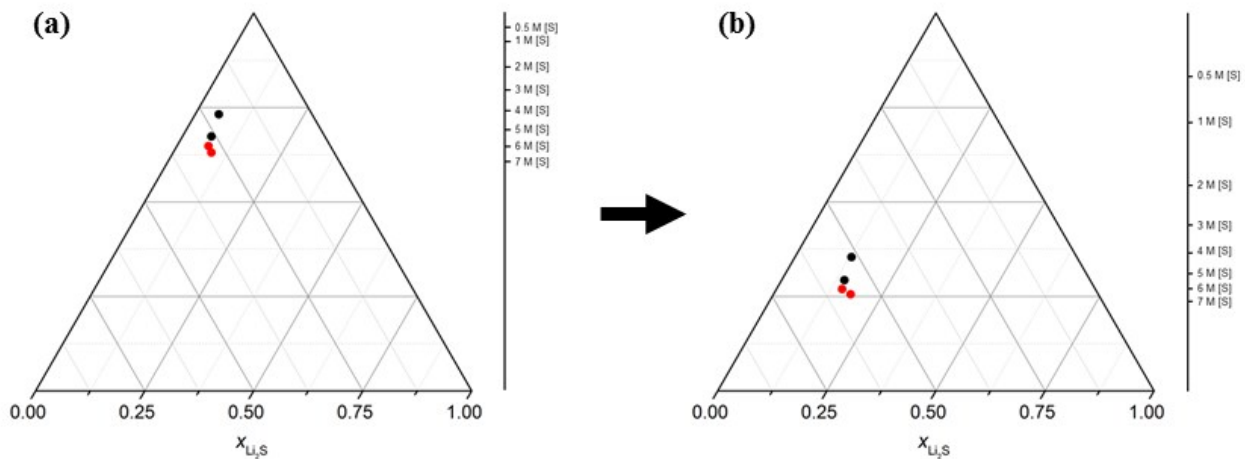 (a)
0.5 M [S]
1 M [S]
2 M [S]
3 M [S]
4 M [S]
5 M [S]
6 M [S]
7 M [S]
0.00 0.25 0.50 0.75 1.00
x Li₂S
(b)
0.5 M [S]
1 M [S]
2 M [S]
3 M [S]
4 M [S]
5 M [S]
6 M [S]
7 M [S]
0.00 0.25 0.50 0.75 1.00
x Li₂S